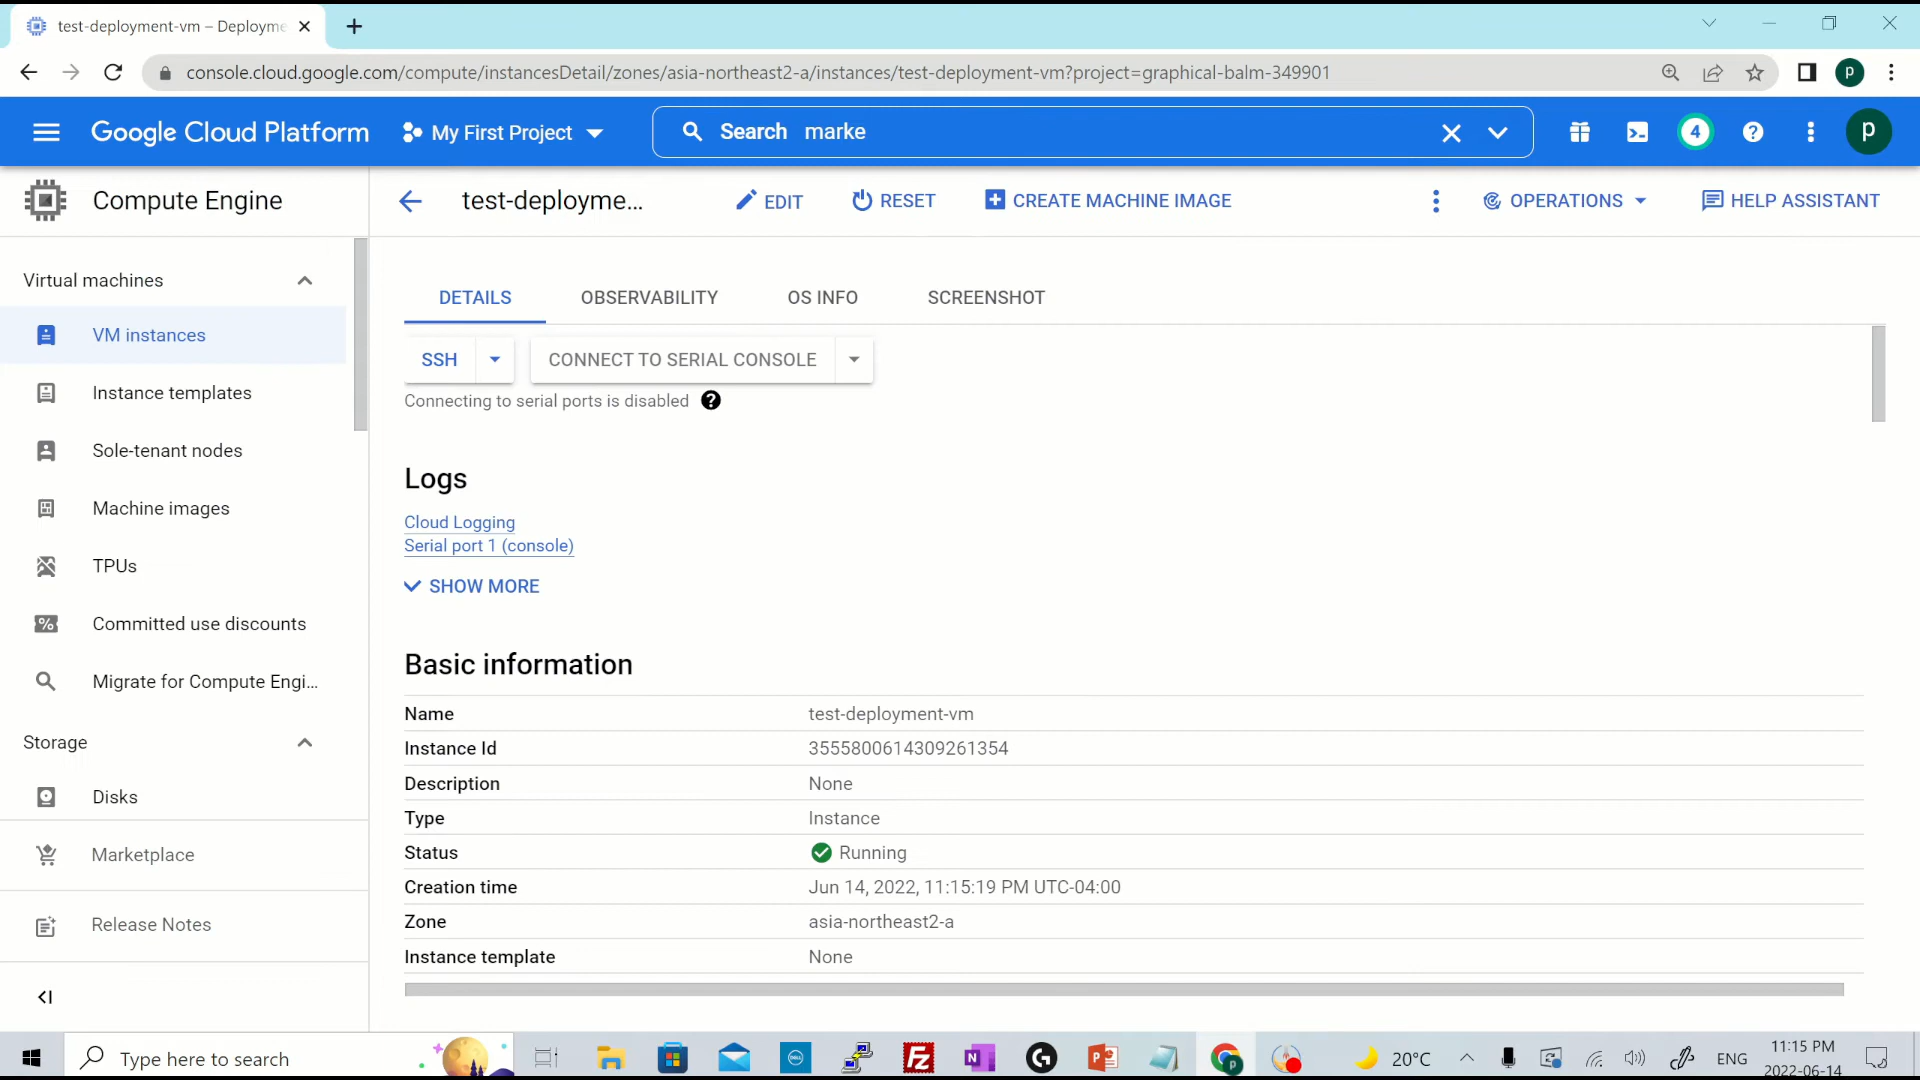 test-deployment-vm – Deployme
console.cloud.google.com/compute/instancesDetail/zones/asia-northeast2-a/instances/test-deployment-vm?project=graphical-balm-349901
p
Google Cloud Platform
My First Project
Search marke
4
p
Compute Engine
test-deployme...
EDIT
RESET
CREATE MACHINE IMAGE
OPERATIONS
HELP ASSISTANT
Virtual machines
VM instances
Instance templates
Sole-tenant nodes
Machine images
TPUs
Committed use discounts
Migrate for Compute Engi...
Storage
Disks
Marketplace
Release Notes
DETAILS
OBSERVABILITY
OS INFO
SCREENSHOT
SSH
CONNECT TO SERIAL CONSOLE
Connecting to serial ports is disabled
Logs
Cloud Logging
Serial port 1 (console)
SHOW MORE
Basic information
Name test-deployment-vm
Instance Id 3555800614309261354
Description None
Type Instance
Status Running
Creation time Jun 14, 2022, 11:15:19 PM UTC-04:00
Zone asia-northeast2-a
Instance template None
Type here to search
20°C
ENG
11:15 PM
2022-06-14